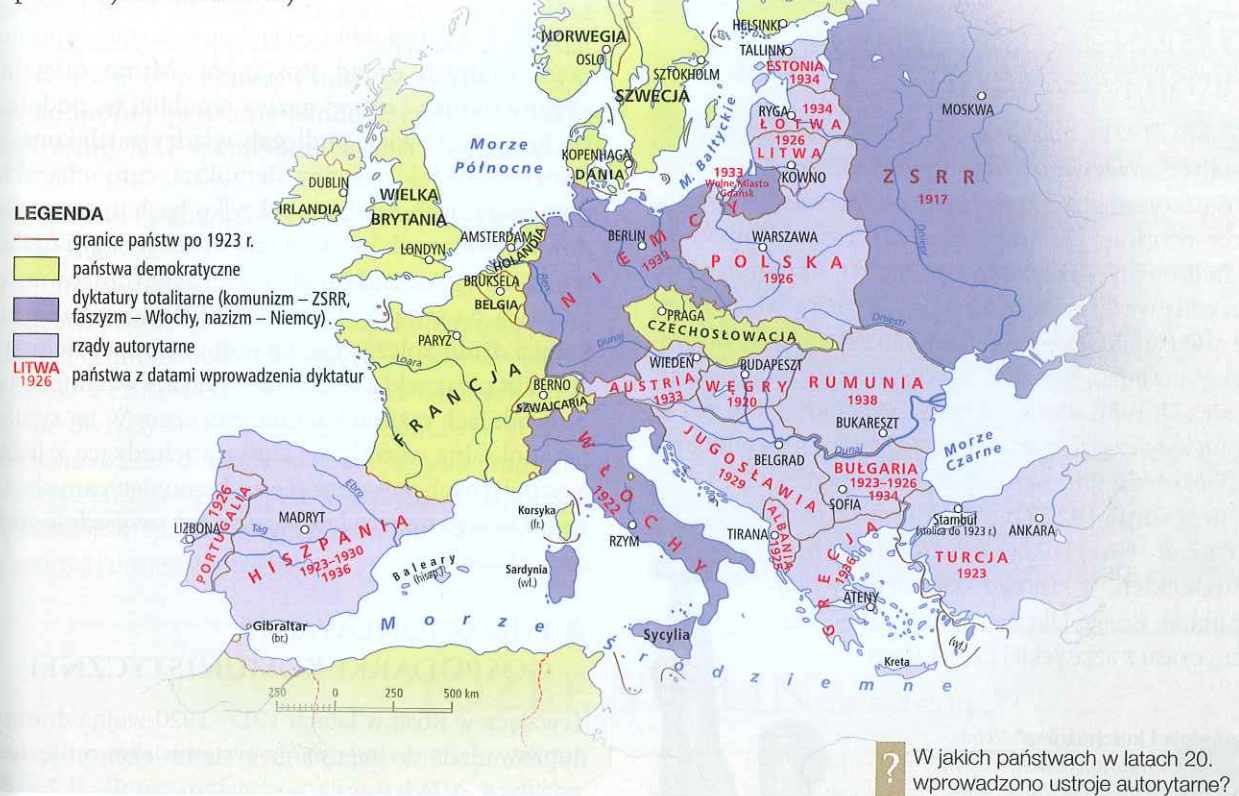 LEGENDA
granice państw po 1923 r.
państwa demokratyczne
dyktatury totalitarne (komunizm – ZSRR,
faszyzm – Włochy, nazizm – Niemcy)
rządy autorytarne
LITWA
1926
państwa z datami wprowadzenia dyktatur
NORWEGIA
OSLO
SZTOKHOLM
SZWECJA
HELSINKI
TALLINN
ESTONIA
1934
RYGA
1934
ŁOTWA
1926
LITWA
KOWNO
MOSKWA
ZSRR
1917
Morze
Północne
M. Bałtyckie
KOPENHAGA
DANIA
1933
Wolne Miasto
Gdańsk
DUBLIN
IRLANDIA
WIELKA
BRYTANIA
LONDYN
AMSTERDAM
HOLANDIA
BRUKSELA
BELGIA
Ren
BERLIN
NIEMCY
WARSZAWA
POLSKA
1926
Dniepr
Dniestr
PRAGA
CZECHOSŁOWACJA
PARYŻ
Loara
FRANCJA
Dunaj
WIEDEŃ
AUSTRIA
1933
BUDAPESZT
WĘGRY
1920
RUMUNIA
1938
BUKARESZT
BERNO
SZWAJCARIA
WŁOCHY
1922
JUGOSŁAWIA
1929
BELGRAD
Dunaj
BUŁGARIA
1923–1926
1934
SOFIA
Morze
Czarne
Korsyka
(fr.)
RZYM
TIRANA
ALBANIA
1925
GRECJA
1936
ATENY
Stambuł
(stolica do 1923 r.)
ANKARA
TURCJA
1923
PORTUGALIA 1926
LIZBONA
Tag
MADRYT
Ebro
HISZPANIA
1923–1930
1936
Baleary
(hiszp.)
Sardynia
(wł.)
Gibraltar
(br.)
Sycylia
Kreta
Morze Śródziemne
250 0 250 500 km
? W jakich państwach w latach 20.
wprowadzono ustroje autorytarne?